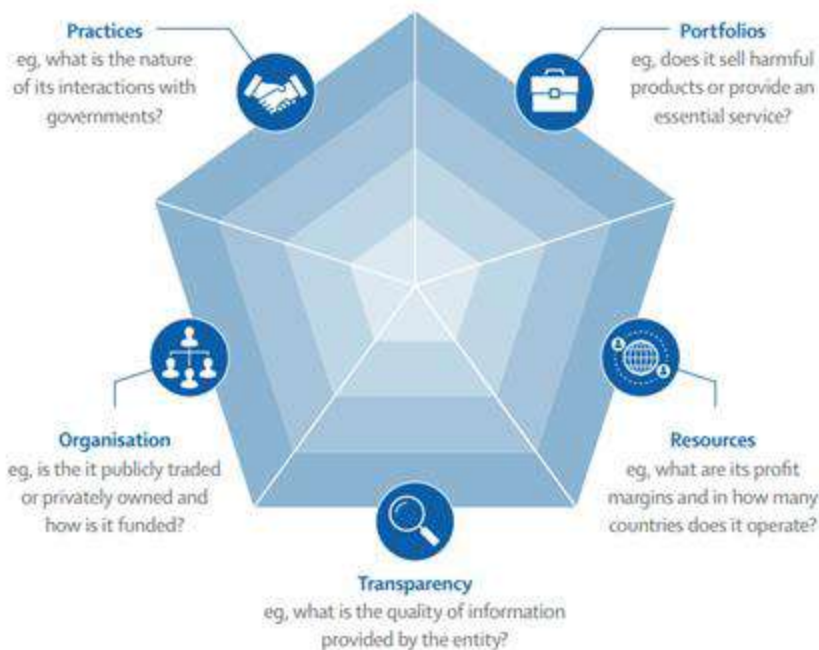 Practices
eg, what is the nature
of its interactions with
governments?
Portfolios
eg, does it sell harmful
products or provide an
essential service?
Organisation
eg, is the it publicly traded
or privately owned and
how is it funded?
Resources
eg, what are its profit
margins and in how many
countries does it operate?
Transparency
eg, what is the quality of information
provided by the entity?